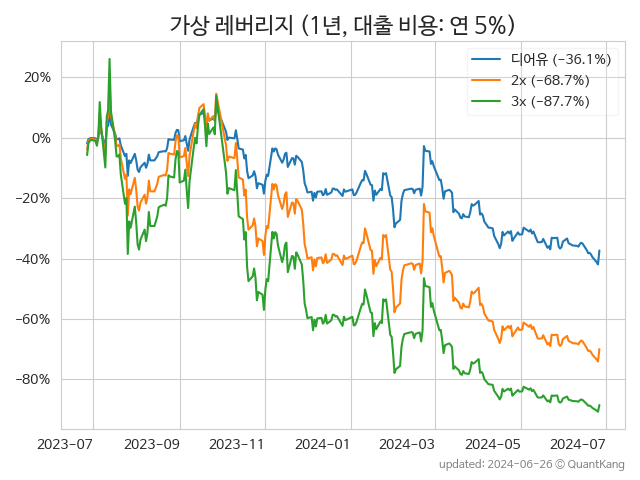 가상 레버리지 (1년, 대출 비용: 연 5%)
디어유 (−36.1%)
2x (−68.7%)
3x (−87.7%)
20%
0%
−20%
−40%
−60%
−80%
2023-07 2023-09 2023-11 2024-01 2024-03 2024-05 2024-07
updated: 2024-06-26 © QuantKang